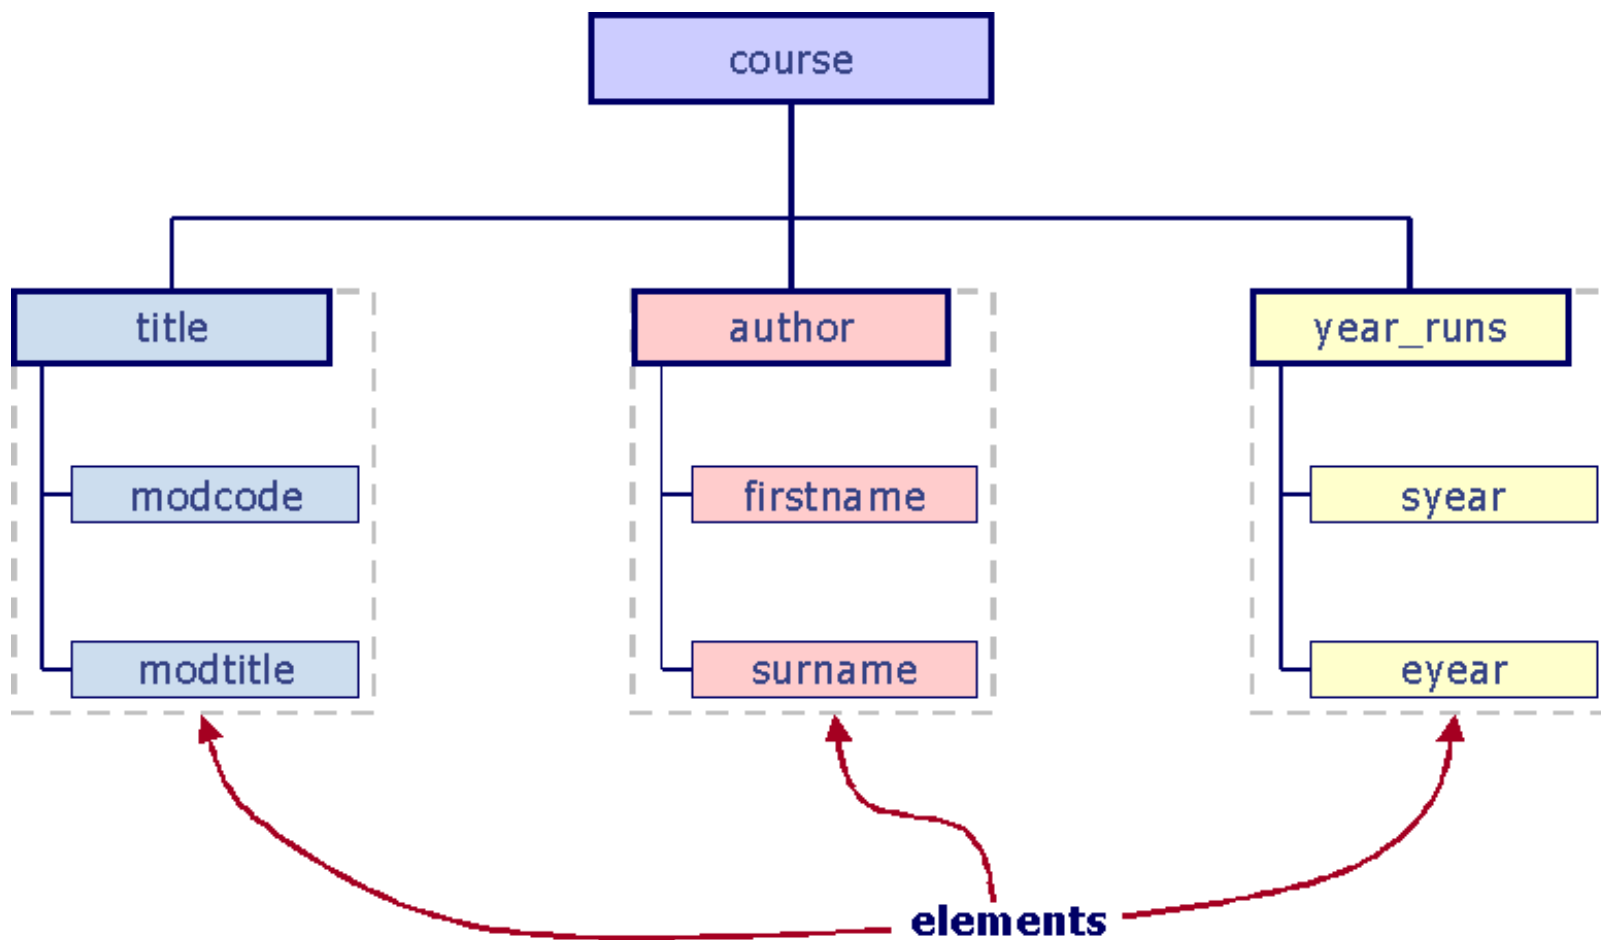 course
title
author
year_runs
modcode
firstname
syear
modtitle
surname
eyear
elements